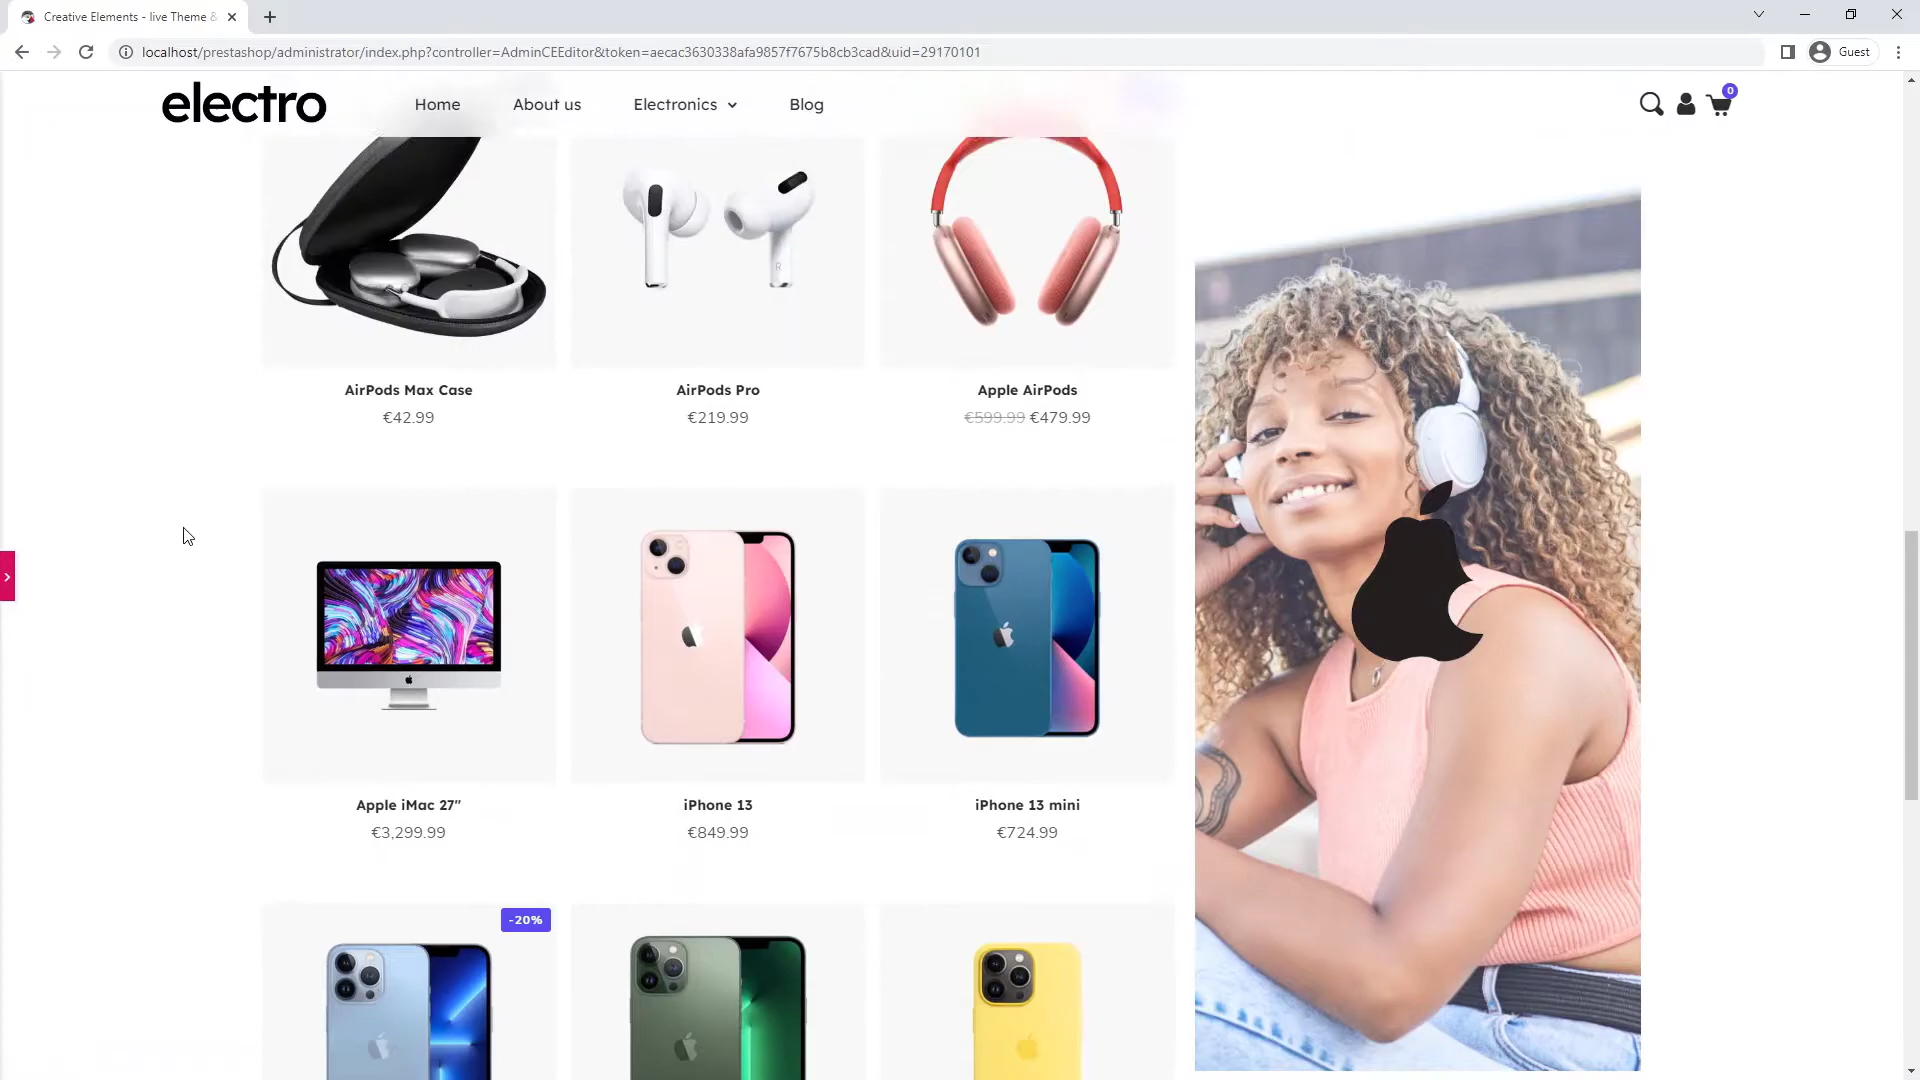 Creative Elements - live Theme &
localhost/prestashop/administrator/index.php?controller=AdminCEEditor&token=aecac3630338afa9857f7675b8cb3cad&uid=29170101
Guest
electro
Home
About us
Electronics
Blog
0
R
AirPods Max Case
AirPods Pro
Apple AirPods
€42.99
€219.99
€599.99 €479.99
Apple iMac 27"
iPhone 13
iPhone 13 mini
€3,299.99
€849.99
€724.99
-20%